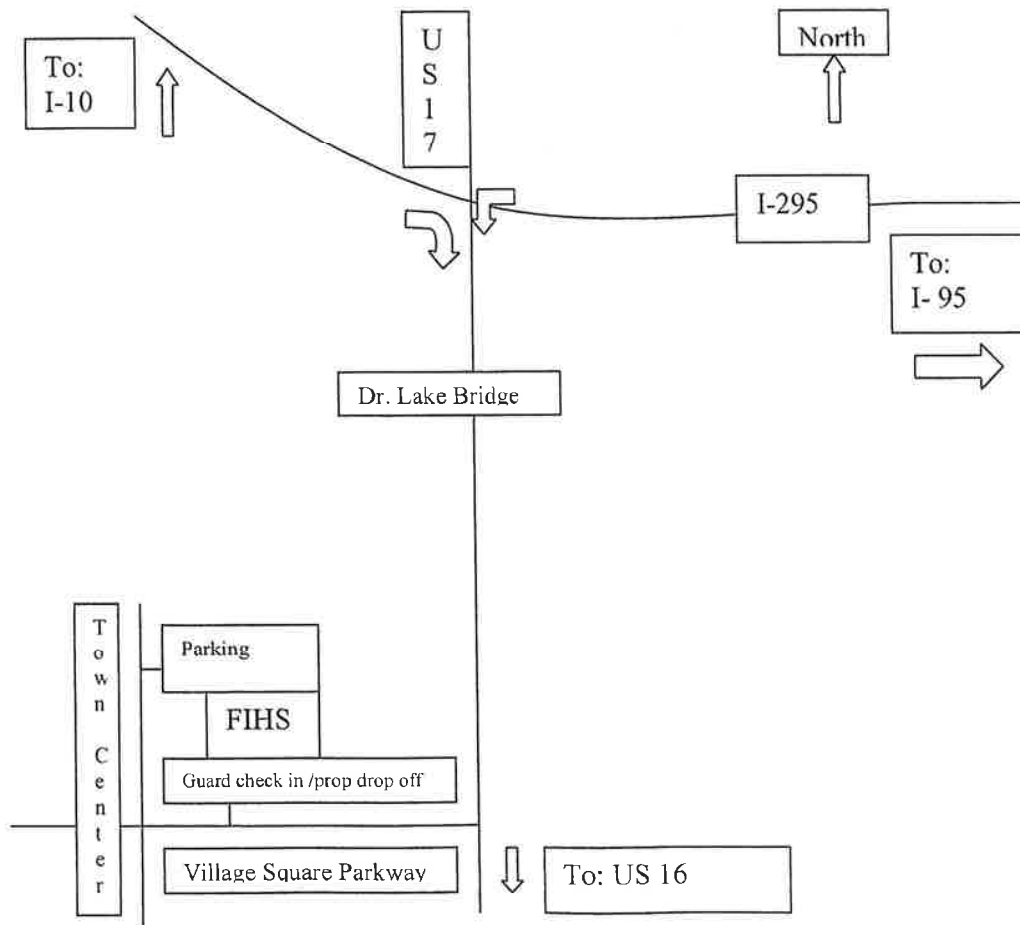 To:
I-10
U
S
1
7
North
I-295
To:
I- 95
Dr. Lake Bridge
T
o
w
n
C
e
n
t
e
r
Parking
FIHS
Guard check in /prop drop off
Village Square Parkway
To: US 16